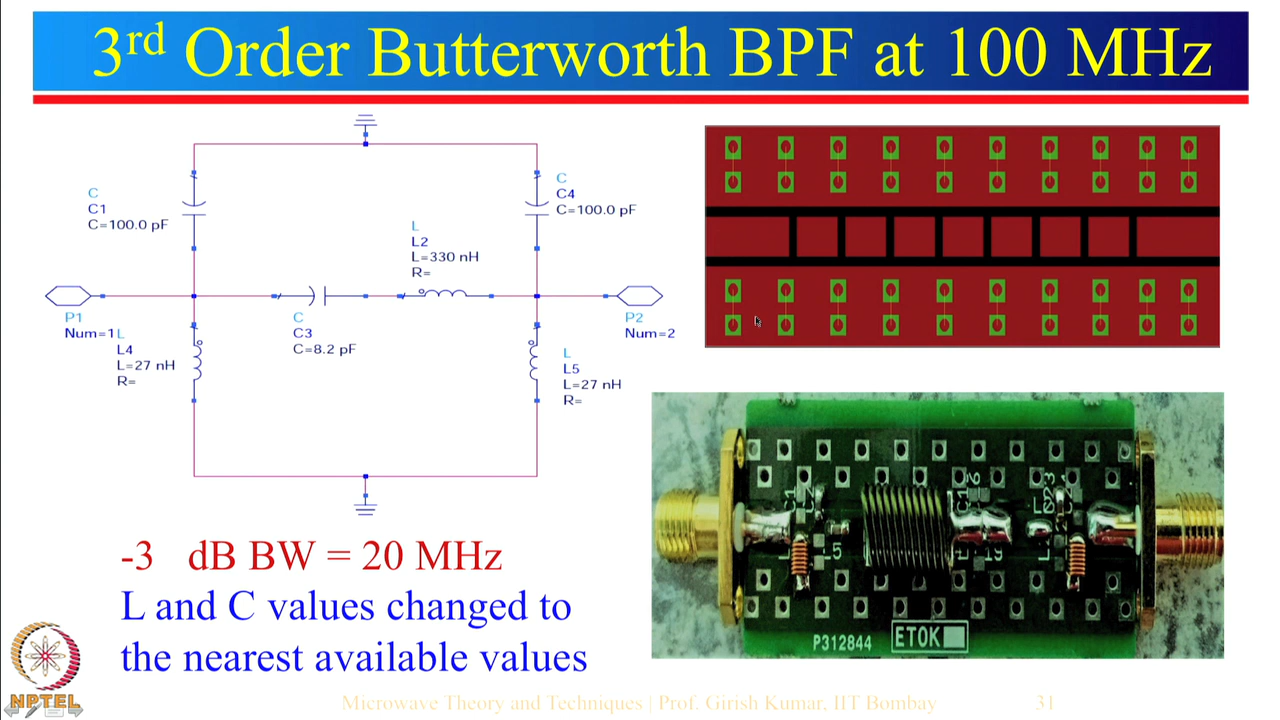 3rd Order Butterworth BPF at 100 MHz
C
C1
C=100.0 pF
C
C4
C=100.0 pF
L
L2
L=330 nH
R=
P1
Num=1
L
L4
L=27 nH
R=
C
C3
C=8.2 pF
P2
Num=2
L
L5
L=27 nH
R=
-3 dB BW = 20 MHz
L and C values changed to
the nearest available values
L5
P312844
ETOK
NPTEL
Microwave Theory and Techniques | Prof. Girish Kumar, IIT Bombay
31